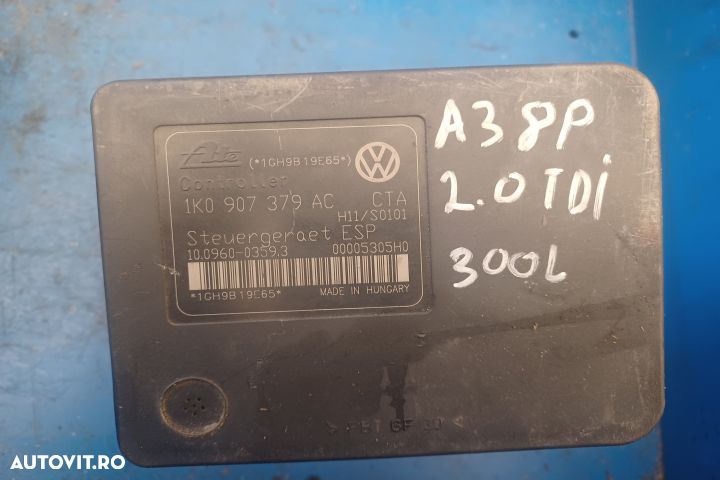 Ate (*1GH9B19E65*)
Controller
1K0 907 379 AC CTA
H11/S0101
Steuergeraet ESP
10.0960-0359.3 00005305H0
*1GH9B19E65* MADE IN HUNGARY
A3 8P
2.0 TDi
300L
AUTOVIT.RO